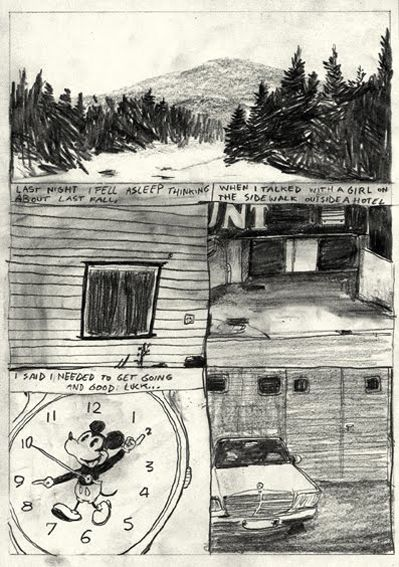 LAST NIGHT I FELL ASLEEP THINKING
ABOUT LAST FALL,
WHEN I TALKED WITH A GIRL ON
THE SIDEWALK OUTSIDE A HOTEL
UNT
I SAID I NEEDED TO GET GOING
AND GOOD LUCK...
12
1
2
3
4
5
6
7
8
9
10